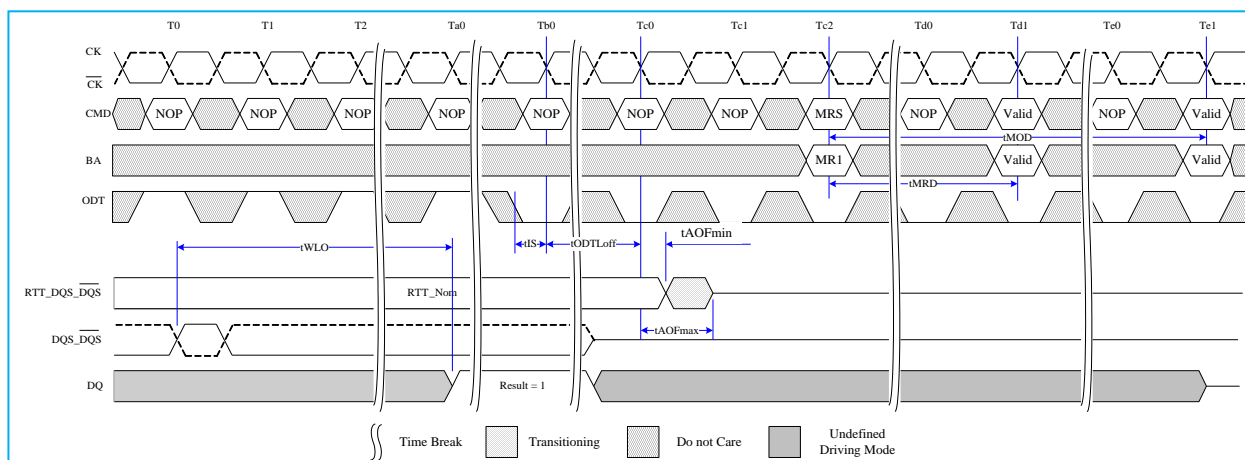 T0 T1 T2 Ta0 Tb0 Tc0 Tc1 Tc2 Td0 Td1 Te0 Te1
CK
CK
CMD NOP NOP NOP NOP NOP NOP NOP MRS NOP Valid NOP Valid
tMOD
BA MR1 Valid Valid
tMRD
ODT
tIS tODTLoff tAOFmin
tWLO
RTT_DQS_DQS RTT_Nom
tAOFmax
DQS_DQS
DQ Result = 1
Time Break Transitioning Do not Care Undefined
Driving Mode